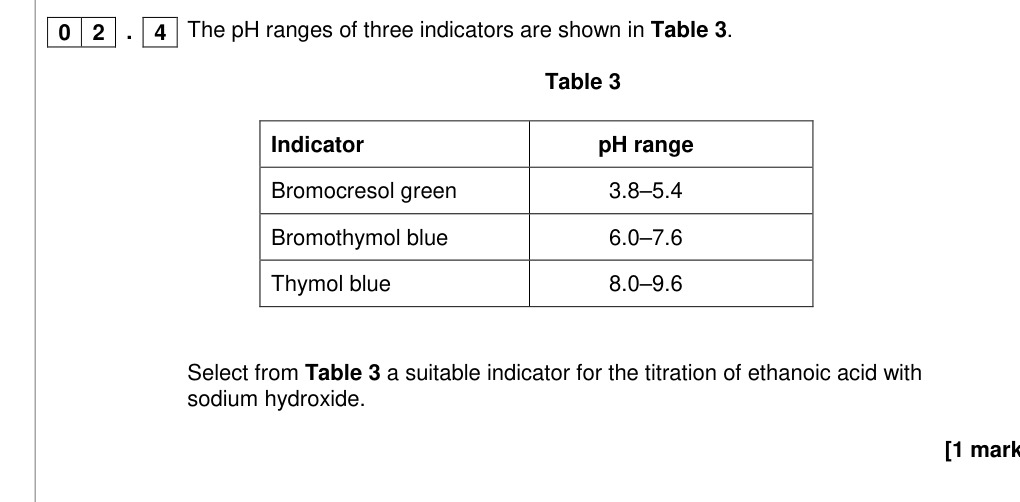 0 2 . 4 The pH ranges of three indicators are shown in Table 3.
Table 3
Indicator pH range
Bromocresol green 3.8–5.4
Bromothymol blue 6.0–7.6
Thymol blue 8.0–9.6
Select from Table 3 a suitable indicator for the titration of ethanoic acid with
sodium hydroxide.
[1 mark